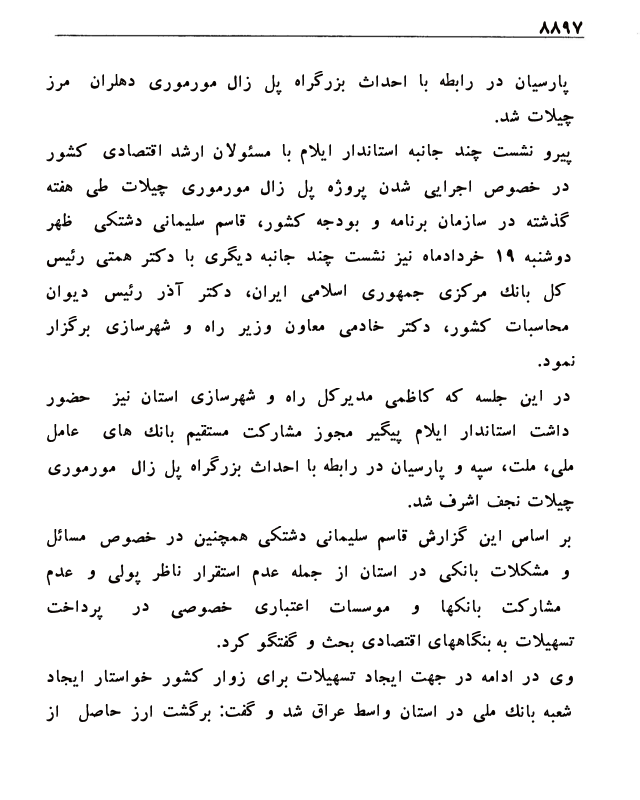 ۸۸۹۷
پارسیان در رابطه با احداث بزرگراه پل زال مورموری دهلران مرز
چیلات شد.
پیرو نشست چند جانبه استاندار ایلام با مسئولان ارشد اقتصادی کشور
در خصوص اجرایی شدن پروژه پل زال مورموری چیلات طی هفته
گذشته در سازمان برنامه و بودجه کشور، قاسم سلیمانی دشتکی ظهر
دوشنبه ۱۹ خردادماه نیز نشست چند جانبه دیگری با دکتر همتی رئیس
کل بانك مرکزی جمهوری اسلامی ایران، دکتر آذر رئیس دیوان
محاسبات کشور، دکتر خادمی معاون وزیر راه و شهرسازی برگزار
نمود.
در این جلسه که کاظمی مدیرکل راه و شهرسازی استان نیز حضور
داشت استاندار ایلام پیگیر مجوز مشارکت مستقیم بانك های عامل
ملی، ملت، سپه و پارسیان در رابطه با احداث بزرگراه پل زال مورموری
چیلات نجف اشرف شد.
بر اساس این گزارش قاسم سلیمانی دشتکی همچنین در خصوص مسائل
و مشکلات بانکی در استان از جمله عدم استقرار ناظر پولی و عدم
مشارکت بانکها و موسسات اعتباری خصوصی در پرداخت
تسهیلات به بنگاههای اقتصادی بحث و گفتگو کرد.
وی در ادامه در جهت ایجاد تسهیلات برای زوار کشور خواستار ایجاد
شعبه بانك ملی در استان واسط عراق شد و گفت: برگشت ارز حاصل از